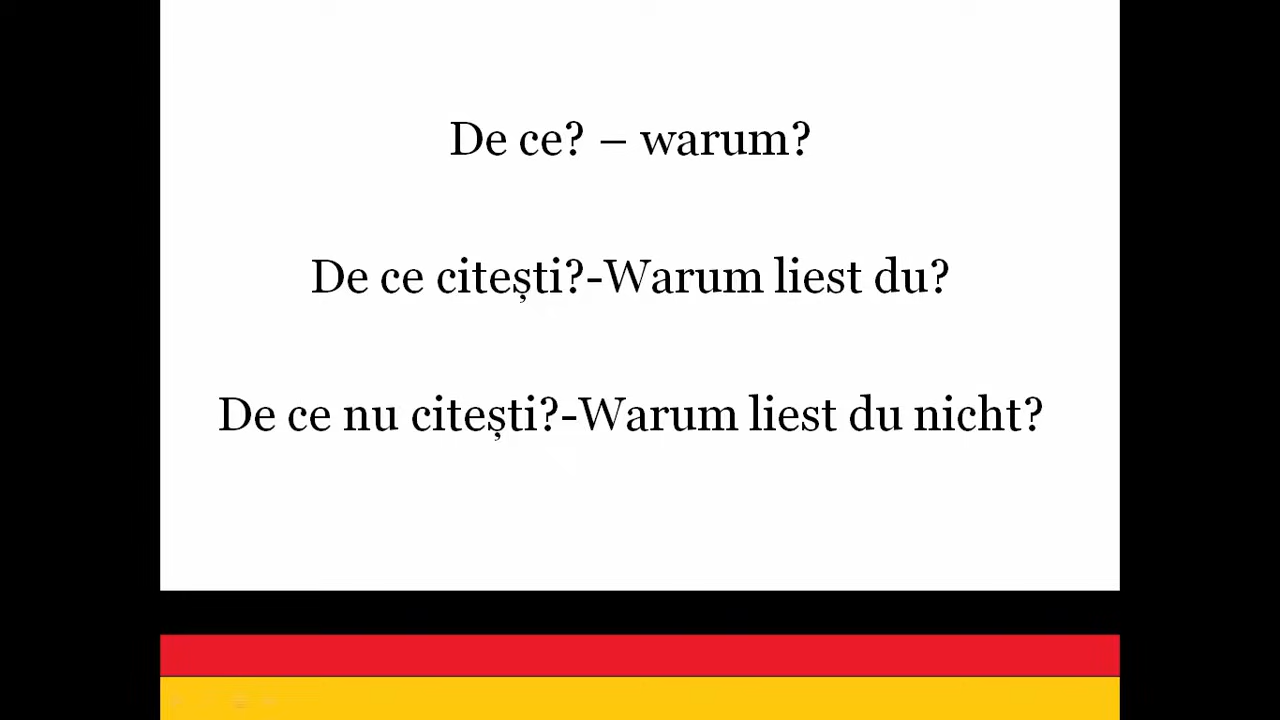 De ce? – warum?
De ce citești?-Warum liest du?
De ce nu citești?-Warum liest du nicht?